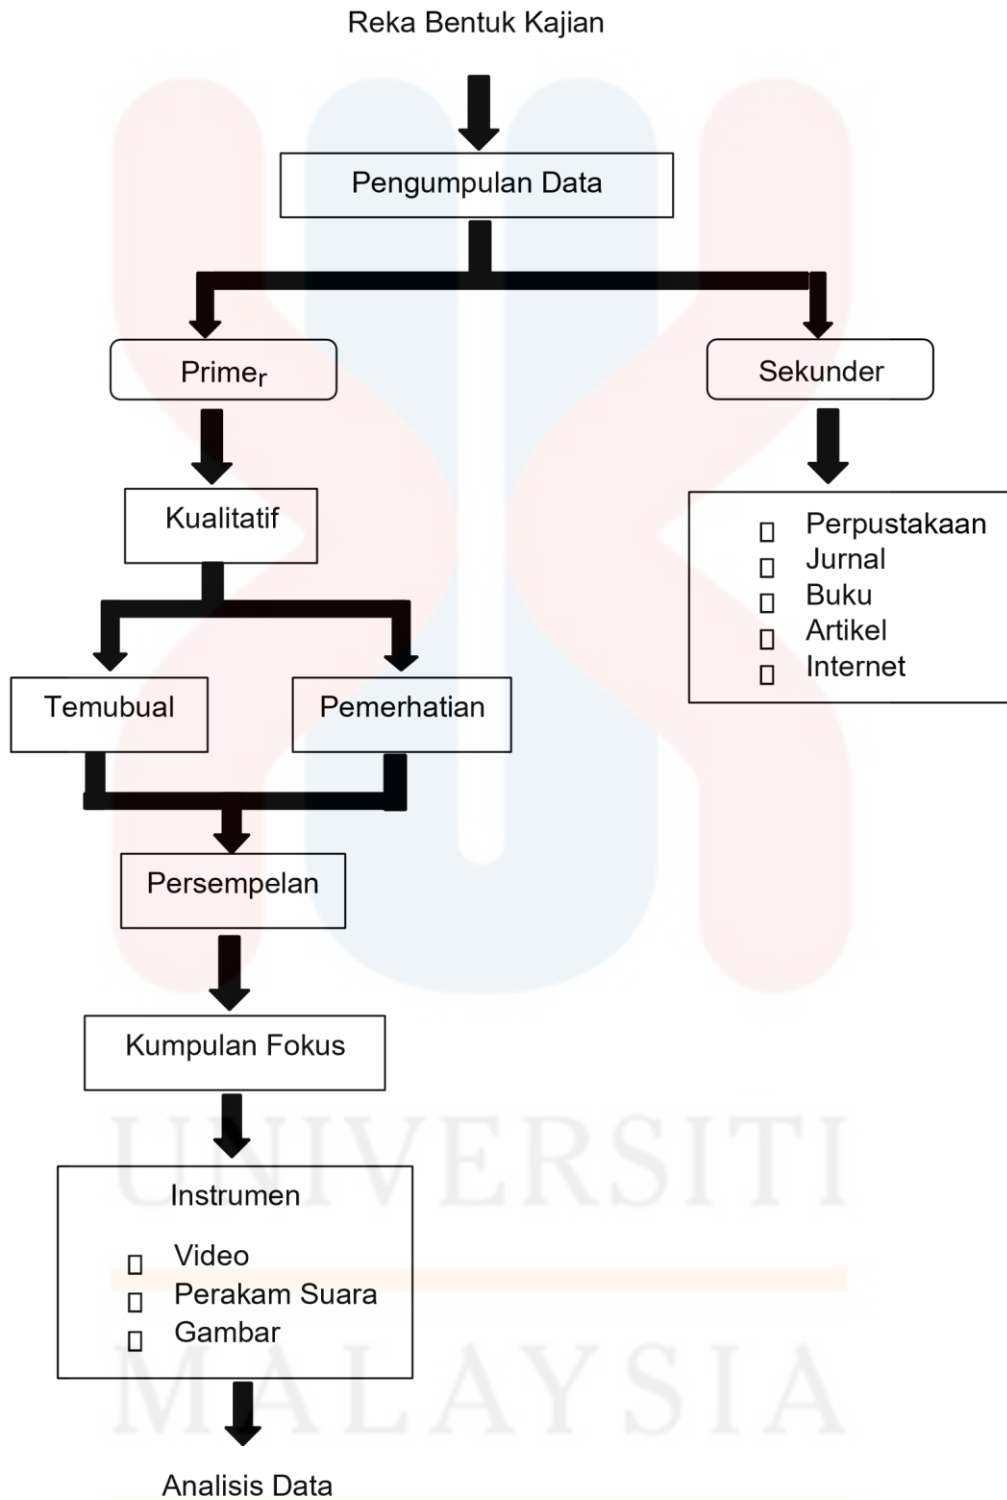 Reka Bentuk Kajian
Pengumpulan Data
Primer
Sekunder
Kualitatif
Perpustakaan
Jurnal
Buku
Artikel
Internet
Temubual
Pemerhatian
Persempelan
Kumpulan Fokus
Instrumen
Video
Perakam Suara
Gambar
Analisis Data
UNIVERSITI
MALAYSIA